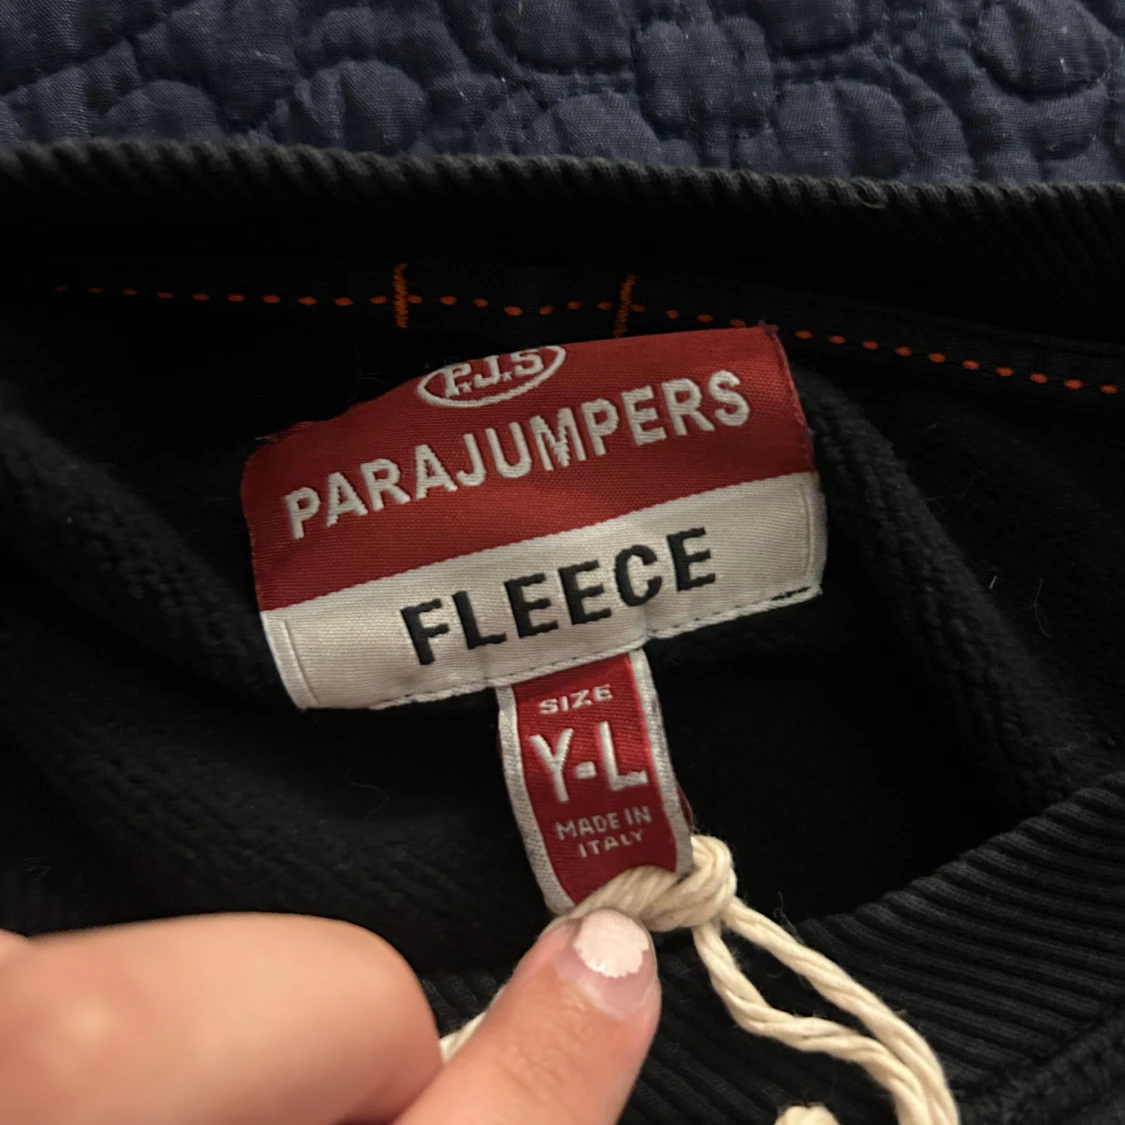 P.J.S
PARAJUMPERS
FLEECE
SIZE
Y-L
MADE IN
ITALY